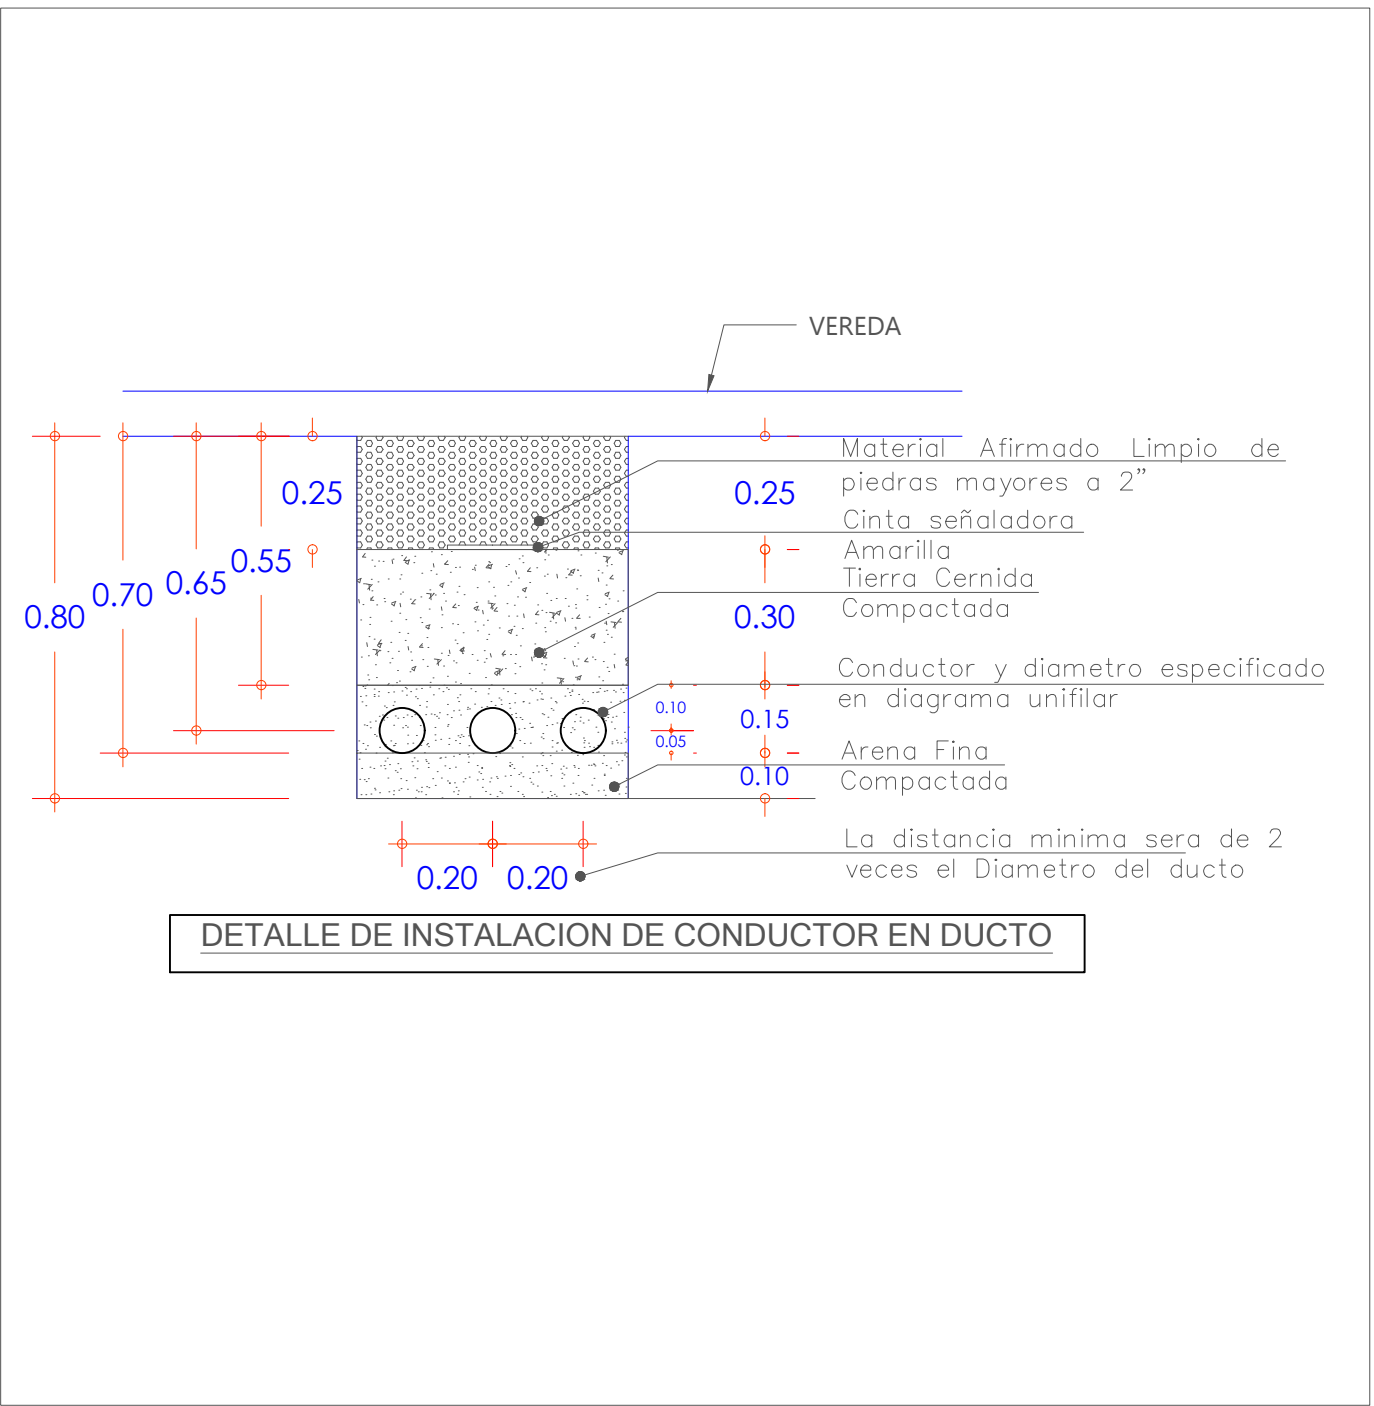 VEREDA
Material Afirmado Limpio de
piedras mayores a 2”
0.25
0.25
Cinta señaladora
Amarilla
0.55
0.65
0.70
0.80
Tierra Cernida
Compactada
0.30
Conductor y diametro especificado
en diagrama unifilar
0.10
0.15
0.05
Arena Fina
Compactada
0.10
La distancia minima sera de 2
veces el Diametro del ducto
0.20
0.20
DETALLE DE INSTALACION DE CONDUCTOR EN DUCTO